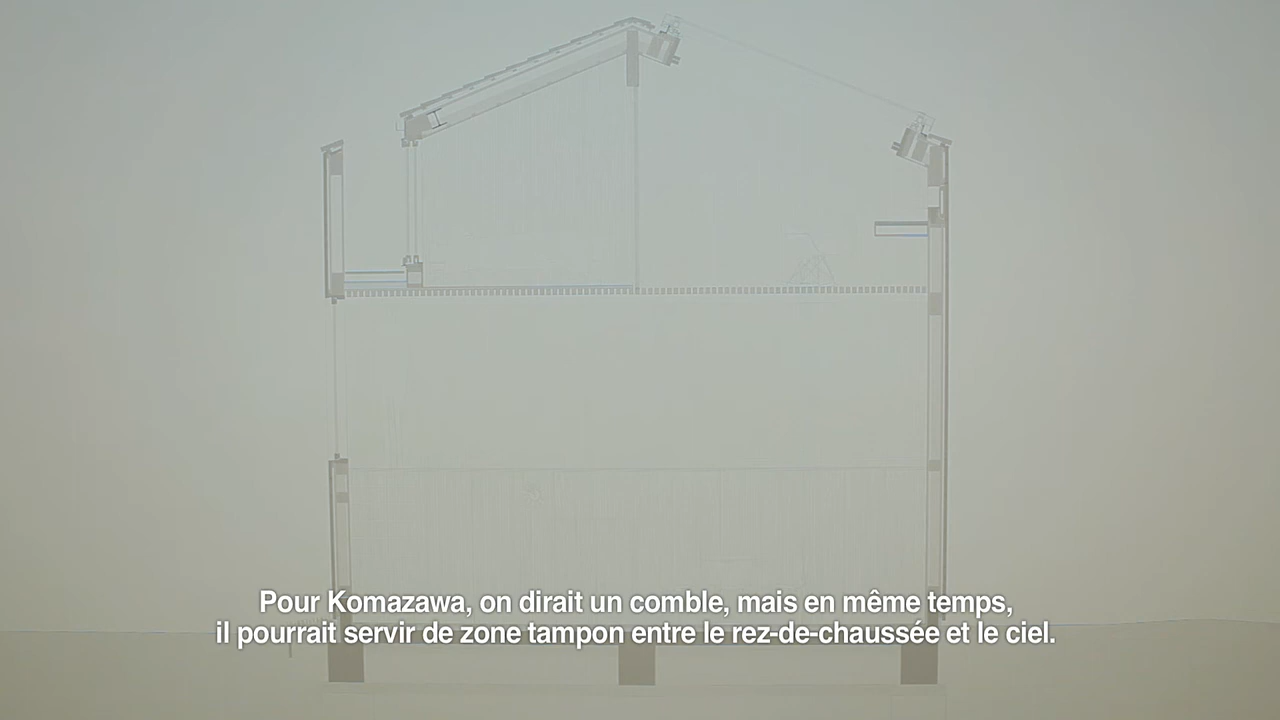 Pour Komazawa, on dirait un comble, mais en même temps,
il pourrait servir de zone tampon entre le rez-de-chaussée et le ciel.